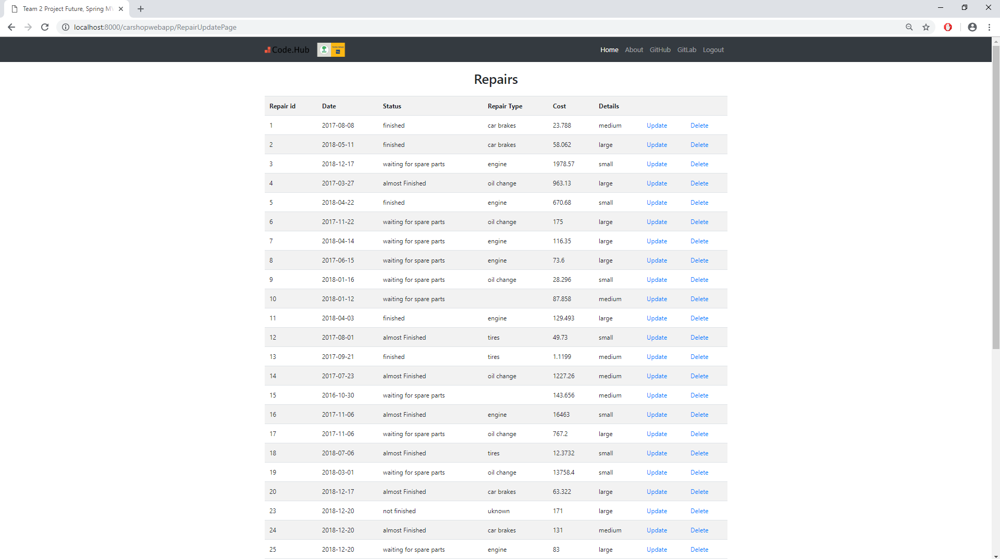 Team 2 Project Future, Spring MV
localhost:8000/carshopwebapp/RepairUpdatePage
Code.Hub Home About GitHub GitLab Logout
Repairs
Repair id Date Status Repair Type Cost Details
1 2017-08-08 finished car brakes 23.788 medium Update Delete
2 2018-05-11 finished car brakes 58.062 large Update Delete
3 2018-12-17 waiting for spare parts engine 1978.57 small Update Delete
4 2017-03-27 almost Finished oil change 963.13 large Update Delete
5 2018-04-22 finished engine 670.68 small Update Delete
6 2017-11-22 waiting for spare parts oil change 175 large Update Delete
7 2018-04-14 waiting for spare parts engine 116.35 large Update Delete
8 2017-06-15 waiting for spare parts engine 73.6 large Update Delete
9 2018-01-16 waiting for spare parts oil change 28.296 small Update Delete
10 2018-01-12 waiting for spare parts 87.858 medium Update Delete
11 2018-04-03 finished engine 129.493 large Update Delete
12 2017-08-01 almost Finished tires 49.73 small Update Delete
13 2017-09-21 finished tires 1.1199 medium Update Delete
14 2017-07-23 almost Finished oil change 1227.26 medium Update Delete
15 2016-10-30 waiting for spare parts 143.656 medium Update Delete
16 2017-11-06 almost Finished engine 16463 small Update Delete
17 2017-11-06 waiting for spare parts oil change 767.2 large Update Delete
18 2018-07-06 almost Finished tires 12.3732 small Update Delete
19 2018-03-01 waiting for spare parts oil change 13758.4 small Update Delete
20 2018-12-17 almost Finished car brakes 63.322 large Update Delete
23 2018-12-20 not finished uknown 171 large Update Delete
24 2018-12-20 almost Finished car brakes 131 medium Update Delete
25 2018-12-20 waiting for spare parts engine 83 large Update Delete